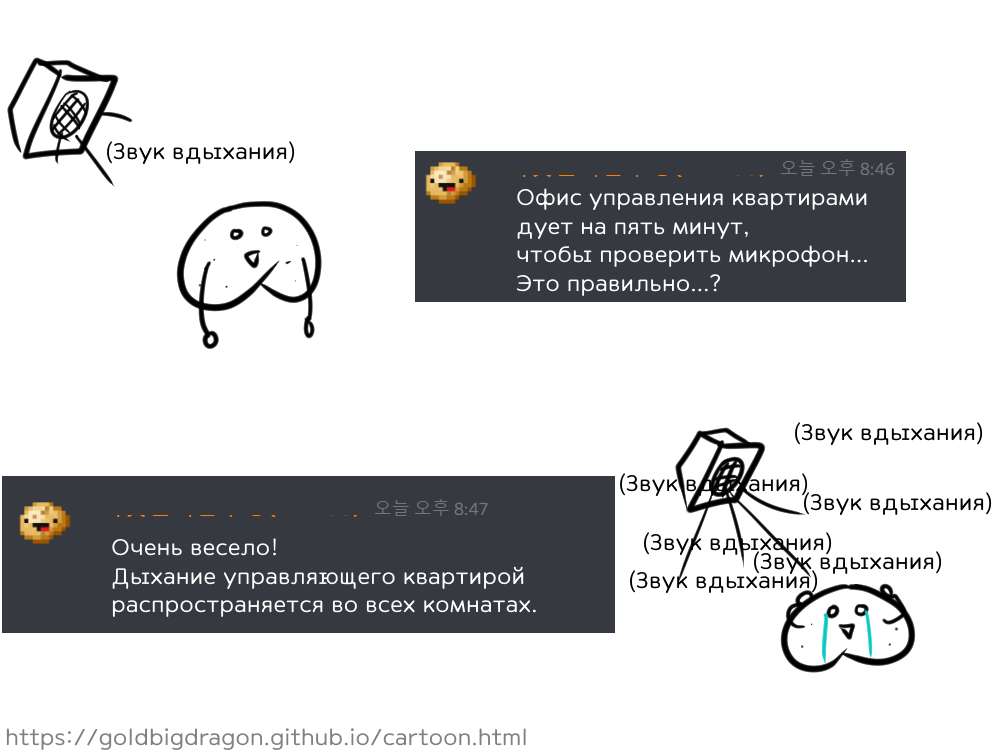 (Звук вдыхания)
오늘 오후 8:46
Офис управления квартирами
дует на пять минут,
чтобы проверить микрофон...
Это правильно...?
(Звук вдыхания)
(Звук вдыхания)
(Звук вдыхания)
(Звук вдыхания)
(Звук вдыхания)
(Звук вдыхания)
오늘 오후 8:47
Очень весело!
Дыхание управляющего квартирой
распространяется во всех комнатах.
https://goldbigdragon.github.io/cartoon.html